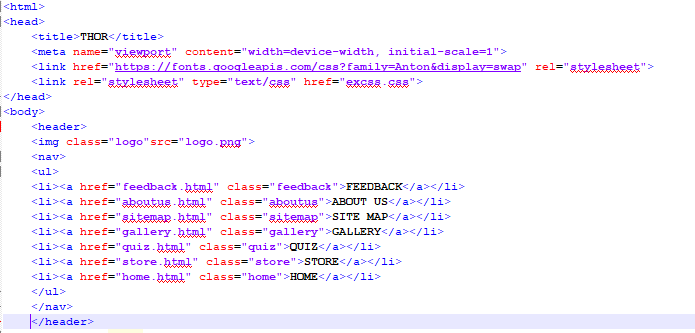 <html>
<head>
<title>THOR</title>
<meta name="viewport" content="width=device-width, initial-scale=1">
<link href="https://fonts.googleapis.com/css?family=Anton&display=swap" rel="stylesheet">
<link rel="stylesheet" type="text/css" href="excss.css">
</head>
<body>
<header>
<img class="logo"src="logo.png">
<nav>
<ul>
<li><a href="feedback.html" class="feedback">FEEDBACK</a></li>
<li><a href="aboutus.html" class="aboutus">ABOUT US</a></li>
<li><a href="sitemap.html" class="sitemap">SITE MAP</a></li>
<li><a href="gallery.html" class="gallery">GALLERY</a></li>
<li><a href="quiz.html" class="quiz">QUIZ</a></li>
<li><a href="store.html" class="store">STORE</a></li>
<li><a href="home.html" class="home">HOME</a></li>
</ul>
</nav>
</header>